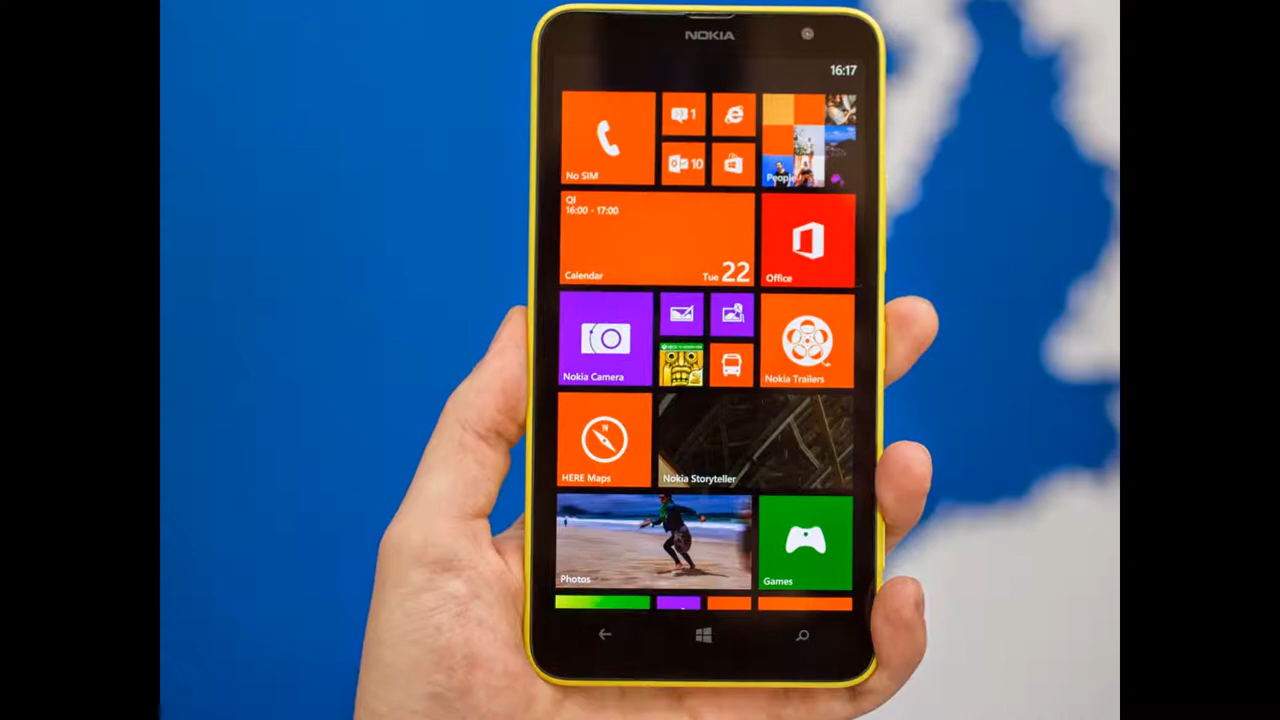 NOKIA
16:17
No SIM
1
10
People
QI
16:00 - 17:00
Calendar
Tue 22
Office
Nokia Camera
Nokia Trailers
N
HERE Maps
Nokia Storyteller
Photos
Games